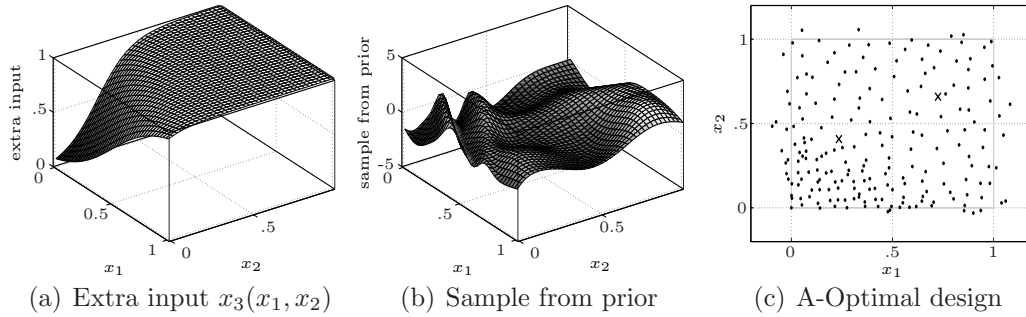 extra input
1
.5
0
0
0.5
1
x1
0
.5
x2
sample from prior
5
0
-5
0
0.5
1
x1
0
.5
x2
x2
1
.5
0
0
.5
1
x1
(a) Extra input x3(x1, x2)
(b) Sample from prior
(c) A-Optimal design